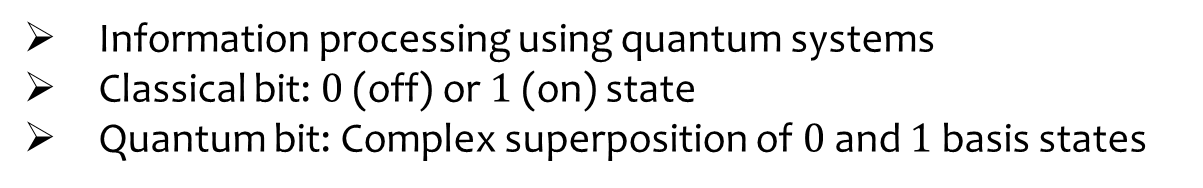 ➢ Information processing using quantum systems
➢ Classical bit: 0 (off) or 1 (on) state
➢ Quantum bit: Complex superposition of 0 and 1 basis states